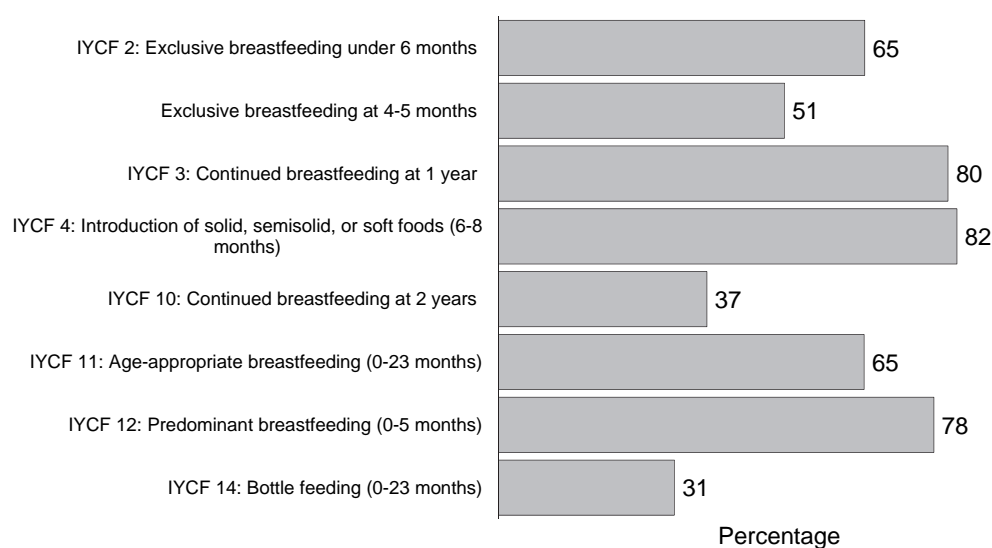 IYCF 2: Exclusive breastfeeding under 6 months
65
Exclusive breastfeeding at 4-5 months
51
IYCF 3: Continued breastfeeding at 1 year
80
IYCF 4: Introduction of solid, semisolid, or soft foods (6-8
months)
82
IYCF 10: Continued breastfeeding at 2 years
37
IYCF 11: Age-appropriate breastfeeding (0-23 months)
65
IYCF 12: Predominant breastfeeding (0-5 months)
78
IYCF 14: Bottle feeding (0-23 months)
31
Percentage